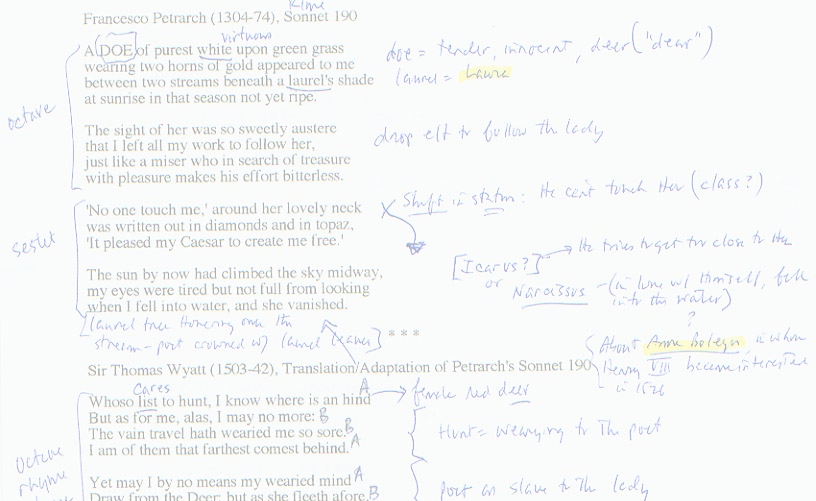 Rime
Francesco Petrarch (1304-74), Sonnet 190
virtuous
A DOE of purest white upon green grass
wearing two horns of gold appeared to me
between two streams beneath a laurel's shade
at sunrise in that season not yet ripe.
doe = tender, innocent, deer ("dear")
laurel = Laura
octave
The sight of her was so sweetly austere
that I left all my work to follow her,
just like a miser who in search of treasure
with pleasure makes his effort bitterless.
drop else to follow the lady
'No one touch me,' around her lovely neck
was written out in diamonds and in topaz,
'It pleased my Caesar to create me free.'
Shift in status: He can't touch Her (class?)
sestet
The sun by now had climbed the sky midway,
my eyes were tired but not full from looking
when I fell into water, and she vanished.
[Icarus?] He tries to get too close to Her
or Narcissus - (in love w/ Himself, fell
into the water)
?
[laurel tree Hovering over the
stream - poet crowned w/ laurel leaves]
* * *
Sir Thomas Wyatt (1503-42), Translation/Adaptation of Petrarch's Sonnet 190
About Anne Boleyn, in whom
Henry VIII became interested
in 1526
Cares
Whoso list to hunt, I know where is an hind A
But as for me, alas, I may no more: B
The vain travel hath wearied me so sore. B
I am of them that farthest comest behind. A
female red deer
Hunt = wearying to the poet
octave
rhyme
Yet may I by no means my wearied mind A
Draw from the Deer: but as she fleeth afore, B
poet as slave to the lady